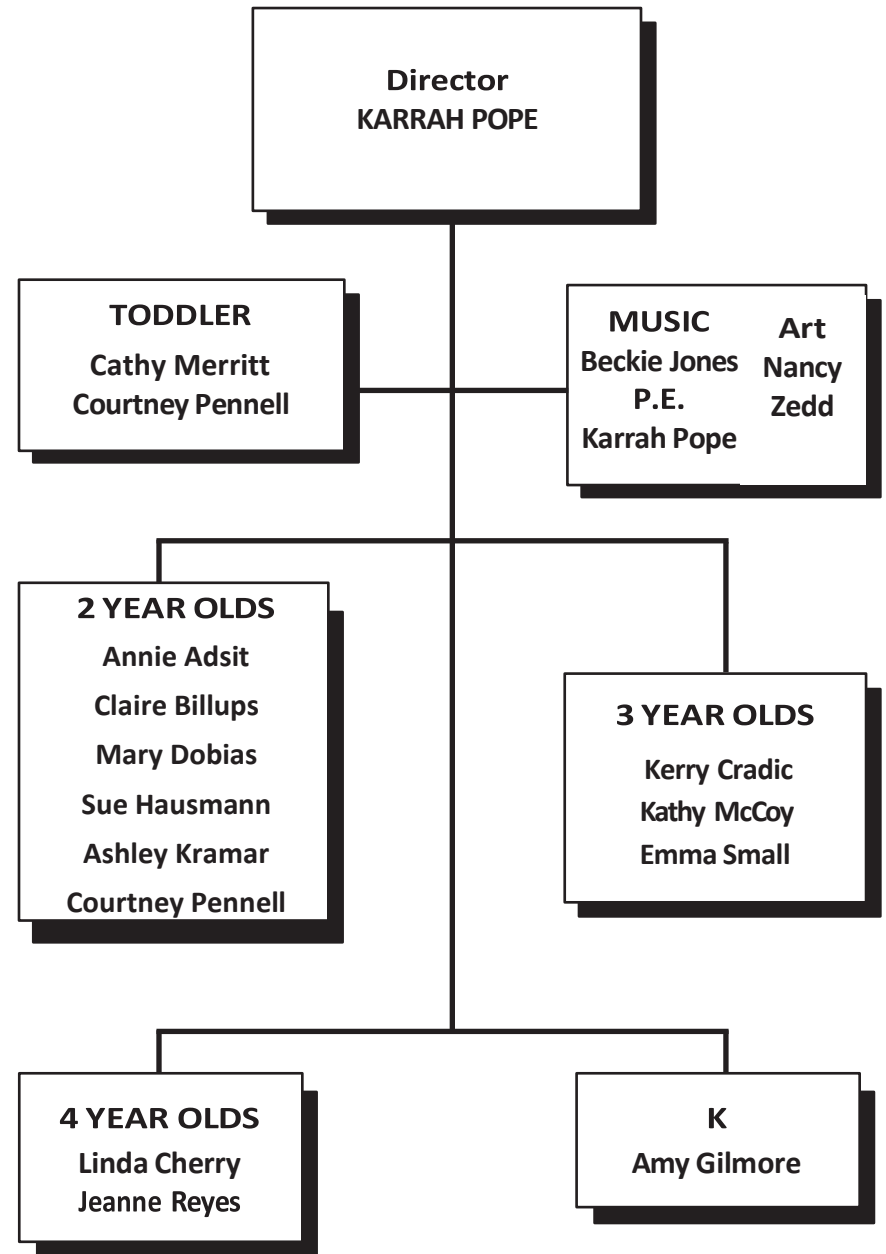 Director
KARRAH POPE
TODDLER
Cathy Merritt
Courtney Pennell
MUSIC
Beckie Jones
P.E.
Karrah Pope
Art
Nancy
Zedd
2 YEAR OLDS
Annie Adsit
Claire Billups
Mary Dobias
Sue Hausmann
Ashley Kramar
Courtney Pennell
3 YEAR OLDS
Kerry Cradic
Kathy McCoy
Emma Small
4 YEAR OLDS
Linda Cherry
Jeanne Reyes
K
Amy Gilmore